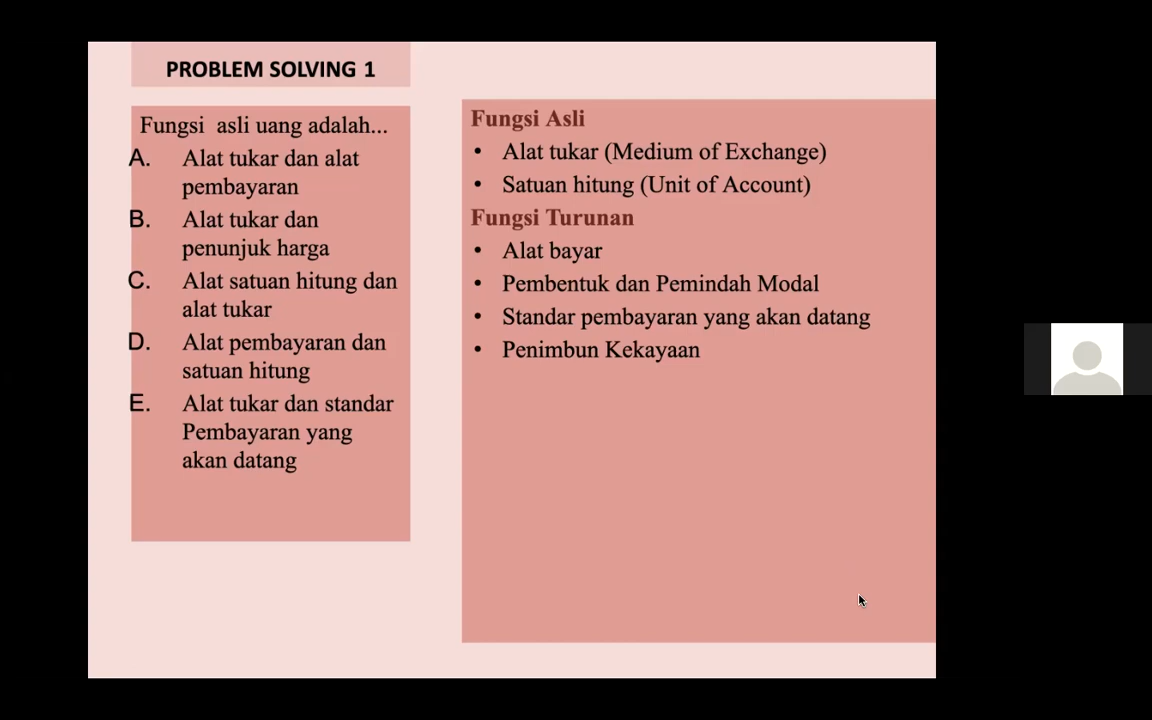 PROBLEM SOLVING 1
Fungsi asli uang adalah...
A. Alat tukar dan alat
pembayaran
B. Alat tukar dan
penunjuk harga
C. Alat satuan hitung dan
alat tukar
D. Alat pembayaran dan
satuan hitung
E. Alat tukar dan standar
Pembayaran yang
akan datang
Fungsi Asli
• Alat tukar (Medium of Exchange)
• Satuan hitung (Unit of Account)
Fungsi Turunan
• Alat bayar
• Pembentuk dan Pemindah Modal
• Standar pembayaran yang akan datang
• Penimbun Kekayaan